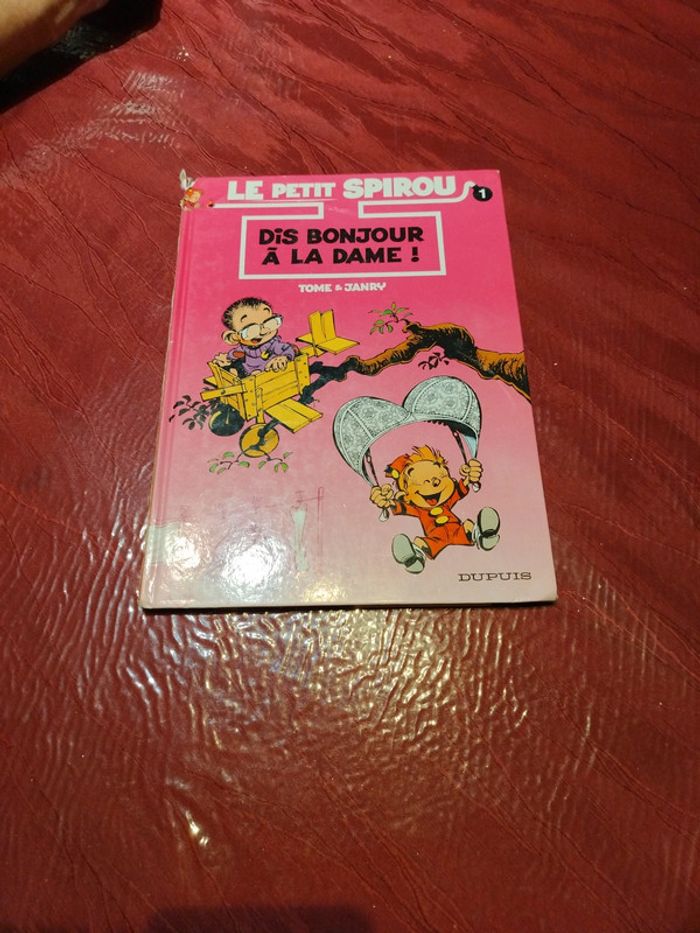 LE PETIT SPIROU
1
DiS BONJOUR
À LA DAME !
TOME & JANRY
DUPUIS